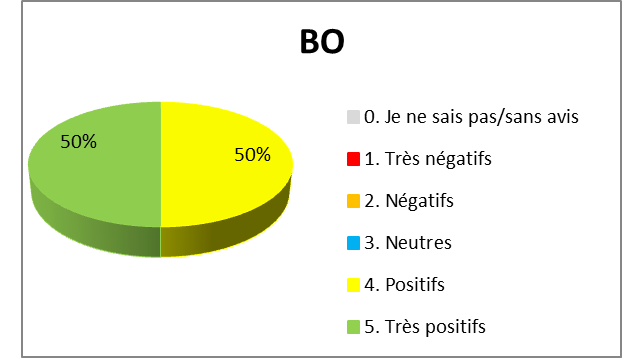 BO
50%
50%
0. Je ne sais pas/sans avis
1. Très négatifs
2. Négatifs
3. Neutres
4. Positifs
5. Très positifs